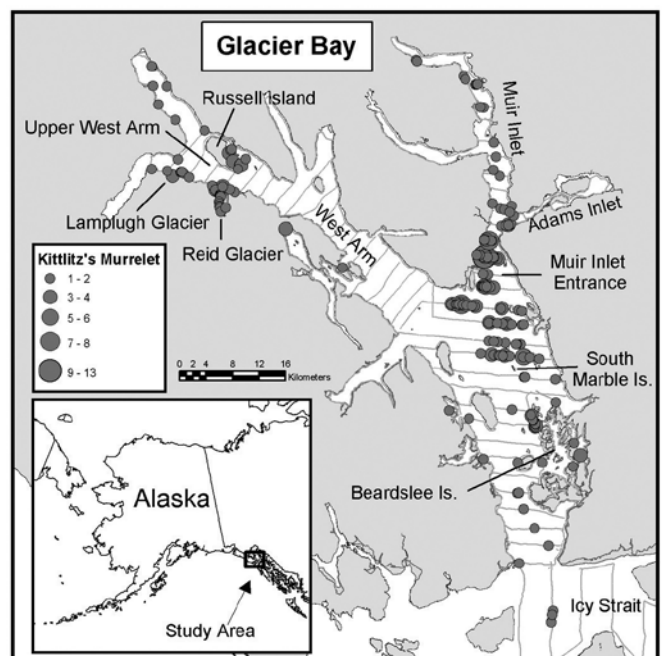 Glacier Bay
Russell Island
Upper West Arm
Muir Inlet
Lamplugh Glacier
Reid Glacier
West Arm
Adams Inlet
Muir Inlet
Entrance
Kittlitz's Murrelet
1 - 2
3 - 4
5 - 6
7 - 8
9 - 13
0 2 4 8 12 16
Kilometers
South
Marble Is.
Beardslee Is.
Alaska
Study Area
Icy Strait